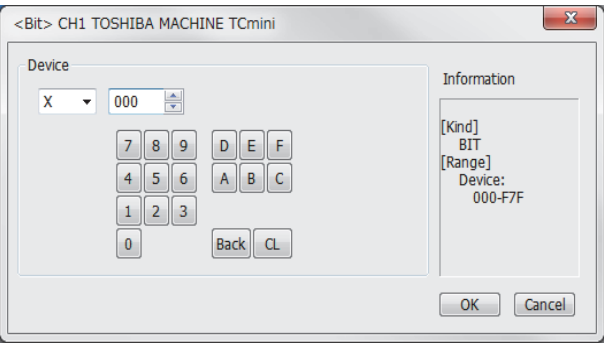 <Bit> CH1 TOSHIBA MACHINE TCmini
X
Device
X 000
7 8 9 D E F
4 5 6 A B C
1 2 3
0 Back CL
Information
[Kind]
BIT
[Range]
Device:
000-F7F
OK Cancel